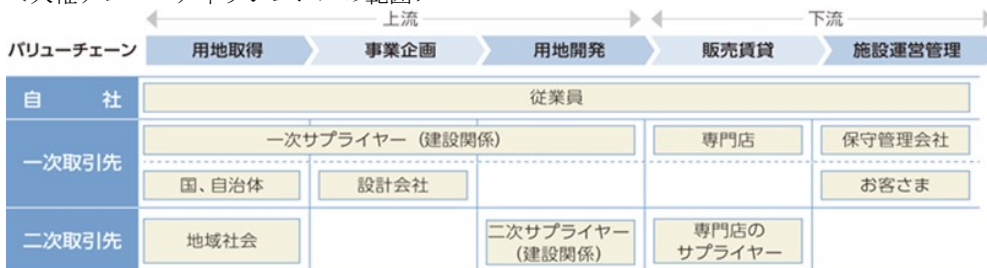 上流
下流
バリューチェーン
用地取得
事業企画
用地開発
販売賃貸
施設運営管理
自 社
従業員
一次取引先
一次サプライヤー（建設関係）
専門店
保守管理会社
国、自治体
設計会社
お客さま
二次取引先
地域社会
二次サプライヤー
（建設関係）
専門店の
サプライヤー